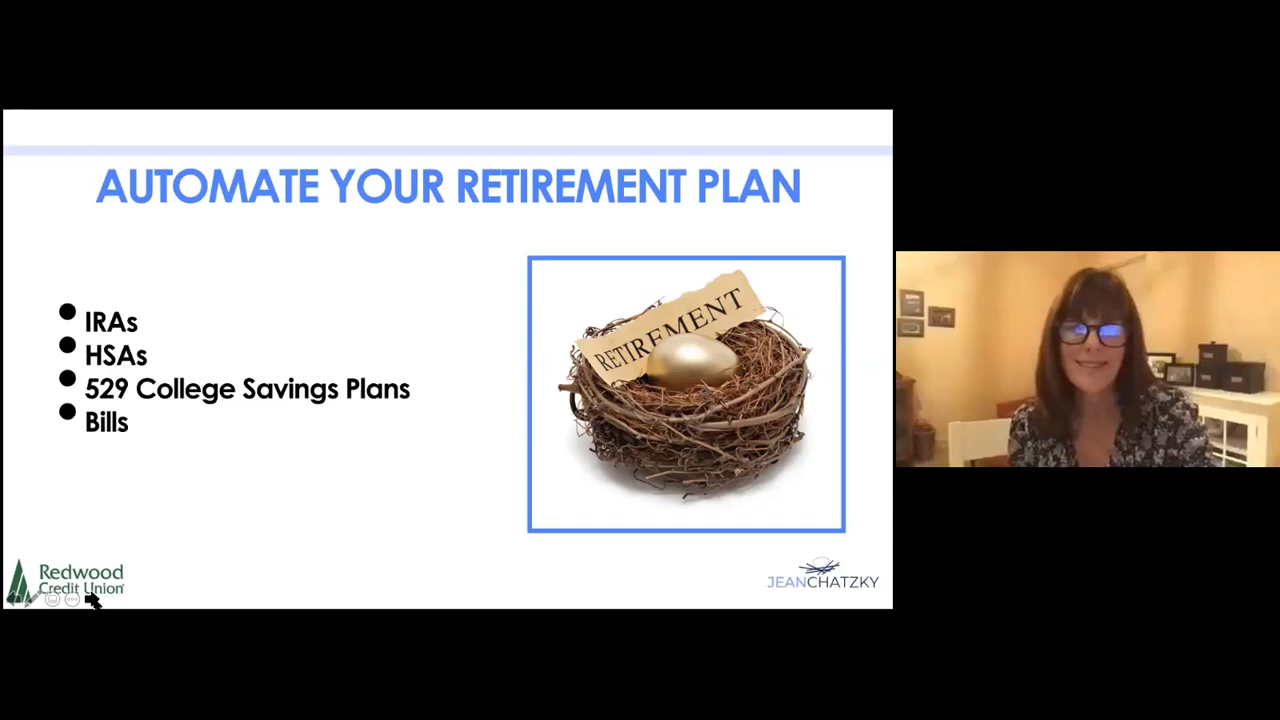 AUTOMATE YOUR RETIREMENT PLAN
IRAs
HSAs
529 College Savings Plans
Bills
RETIREMENT
Redwood
Credit Union
JEANCHATZKY